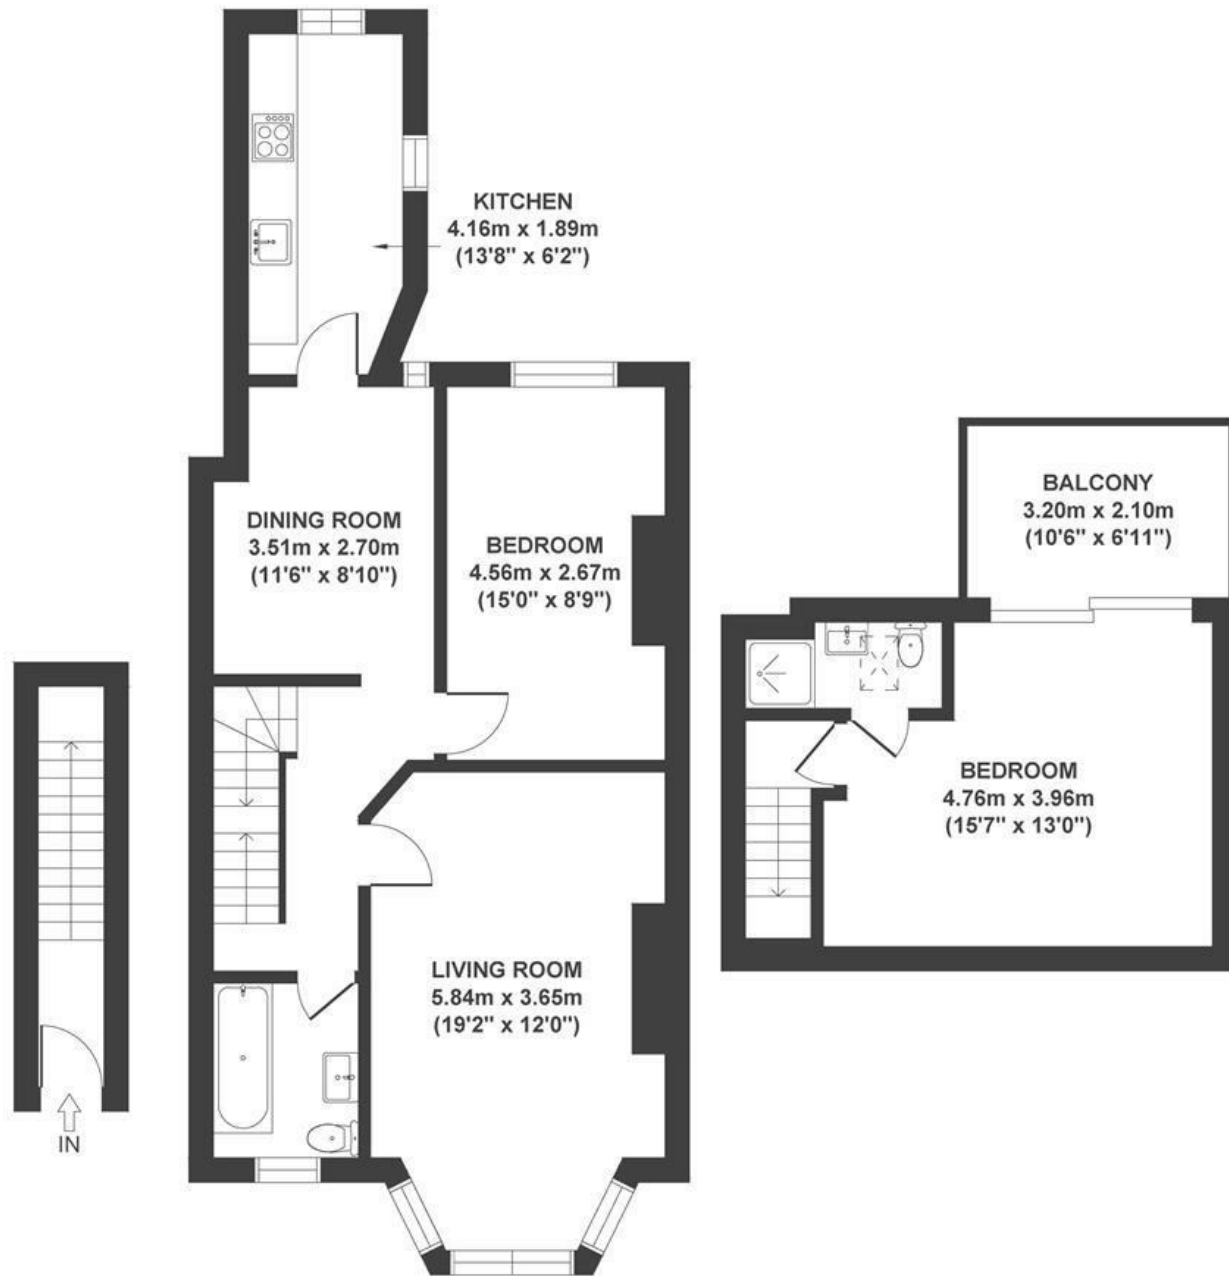 KITCHEN
4.16m x 1.89m
(13'8" x 6'2")
DINING ROOM
3.51m x 2.70m
(11'6" x 8'10")
BEDROOM
4.56m x 2.67m
(15'0" x 8'9")
BALCONY
3.20m x 2.10m
(10'6" x 6'11")
BEDROOM
4.76m x 3.96m
(15'7" x 13'0")
LIVING ROOM
5.84m x 3.65m
(19'2" x 12'0")
IN